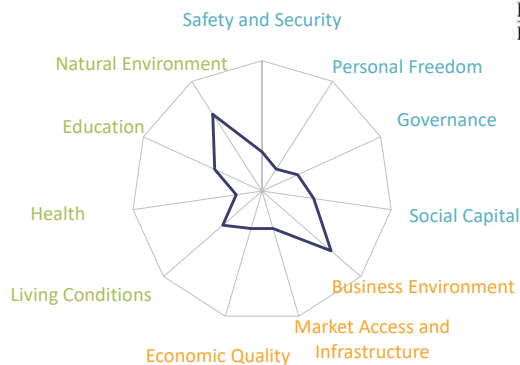 Safety and Security
Natural Environment
Personal Freedom
Education
Governance
Health
Social Capital
Living Conditions
Business Environment
Market Access and
Infrastructure
Economic Quality